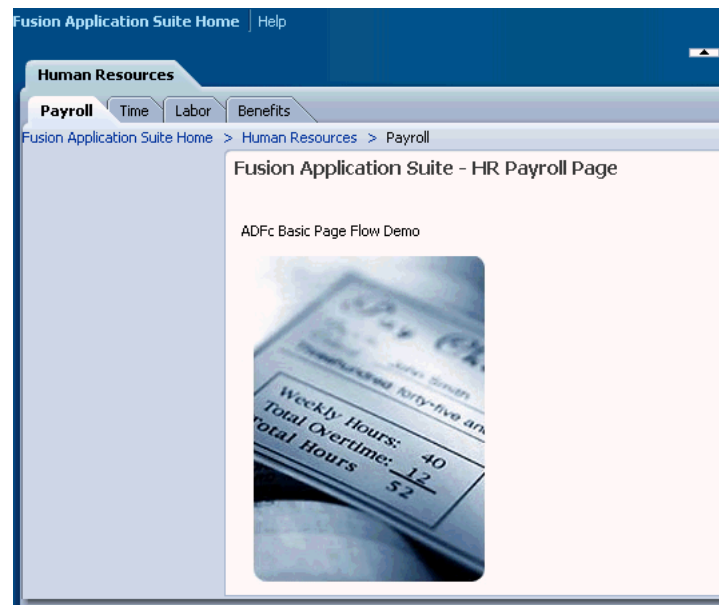 Fusion Application Suite Home Help
Human Resources
Payroll Time Labor Benefits
Fusion Application Suite Home > Human Resources > Payroll
Fusion Application Suite - HR Payroll Page
ADFc Basic Page Flow Demo
Pay
John Smith
forty-five and
Weekly Hours: 40
Total Overtime: 12
Total Hours 52